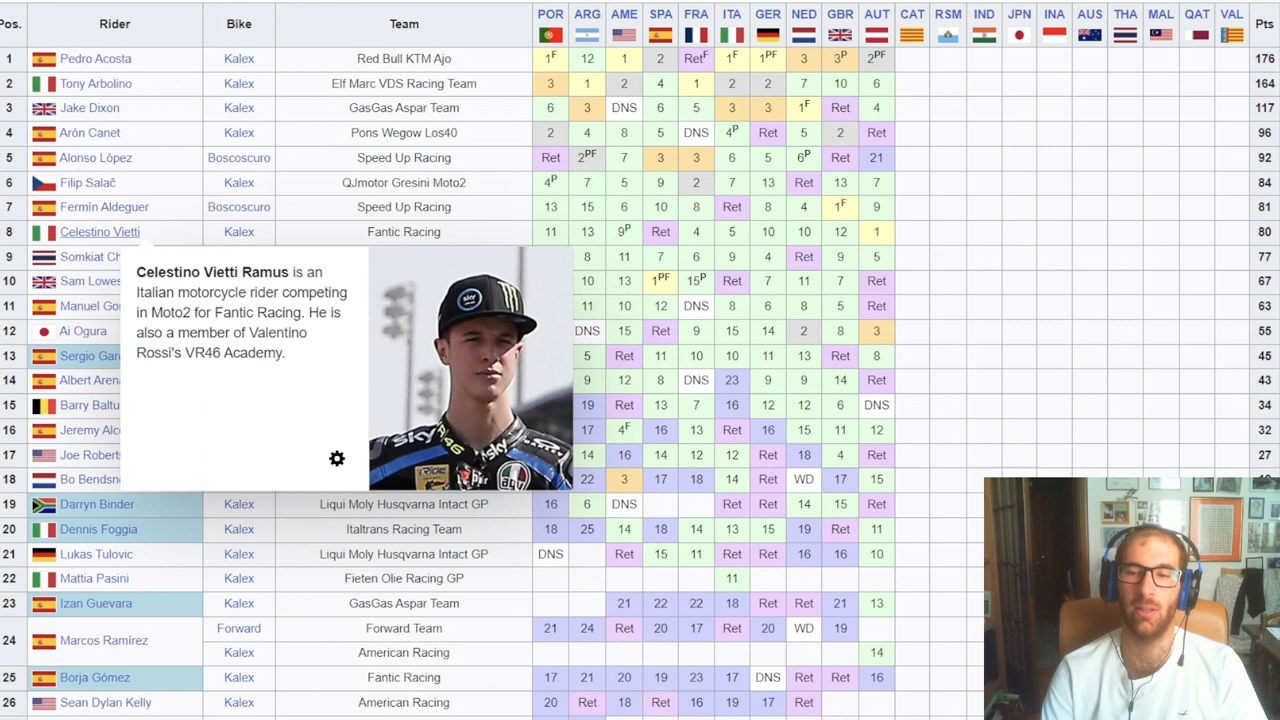 Pos. Rider Bike Team POR ARG AME SPA FRA ITA GER NED GBR AUT CAT RSM IND JPN INA AUS THA MAL QAT VAL Pts
1 Pedro Acosta Kalex Red Bull KTM Ajo 1F 12 1 2 RetF 1F 1PF 3 3P 2PF 176
2 Tony Arbolino Kalex Elf Marc VDS Racing Team 3 1 2 4 1 2 2 7 10 6 164
3 Jake Dixon Kalex GasGas Aspar Team 6 3 DNS 6 5 3 3 1F Ret 4 117
4 Arón Canet Kalex Pons Wegow Los40 2 4 8 5 DNS 4P Ret 5 2 Ret 96
5 Alonso López Boscoscuro Speed Up Racing Ret 2PF 7 3 3 6 5 6P Ret 21 92
6 Filip Salač Kalex QJmotor Gresini Moto2 4P 7 5 9 2 7 13 Ret 13 7 84
7 Fermín Aldeguer Boscoscuro Speed Up Racing 13 15 6 10 8 Ret 8 4 1F 9 81
8 Celestino Vietti Kalex Fantic Racing 11 13 9P Ret 4 5 10 10 12 1 80
9 Somkiat Ch 8 11 7 6 9 4 Ret 9 5 77
10 Sam Lowes 10 13 1PF 15P Ret 7 11 7 Ret 67
11 Manuel Go 11 10 12 DNS 8 6 8 5 Ret 63
12 Ai Ogura DNS 15 Ret 9 15 14 2 8 3 55
13 Sergio Gar 5 Ret 11 10 10 11 13 Ret 8 45
14 Albert Aren 9 12 8 DNS 23 9 9 14 Ret 43
15 Barry Baltu 19 Ret 13 7 16 12 12 6 DNS 34
16 Jeremy Alc 17 4F 16 13 Ret 16 15 11 12 32
17 Joe Robert 14 16 14 12 12 Ret 18 4 Ret 27
18 Bo Bendsn 22 3 17 18 14 Ret WD 17 15
Celestino Vietti Ramus is an
Italian motorcycle rider competing
in Moto2 for Fantic Racing. He is
also a member of Valentino
Rossi's VR46 Academy.
sky
sky
VR46
sky
AGV
19 Darryn Binder Kalex Liqui Moly Husqvarna Intact GP 16 6 DNS Ret Ret 14 15 Ret
20 Dennis Foggia Kalex Italtrans Racing Team 18 25 14 18 14 13 15 19 Ret 11
21 Lukas Tulovic Kalex Liqui Moly Husqvarna Intact GP DNS Ret 15 11 Ret Ret 16 16 10
22 Mattia Pasini Kalex Fieten Olie Racing GP 11
23 Izan Guevara Kalex GasGas Aspar Team 21 22 22 18 Ret Ret 21 13
24 Marcos Ramírez Forward Forward Team 21 24 Ret 20 17 Ret 20 WD 19
Kalex American Racing 14
25 Borja Gómez Kalex Fantic Racing 17 21 20 19 23 17 DNS Ret Ret 16
26 Sean Dylan Kelly Kalex American Racing 20 Ret 18 Ret 16 19 17 Ret